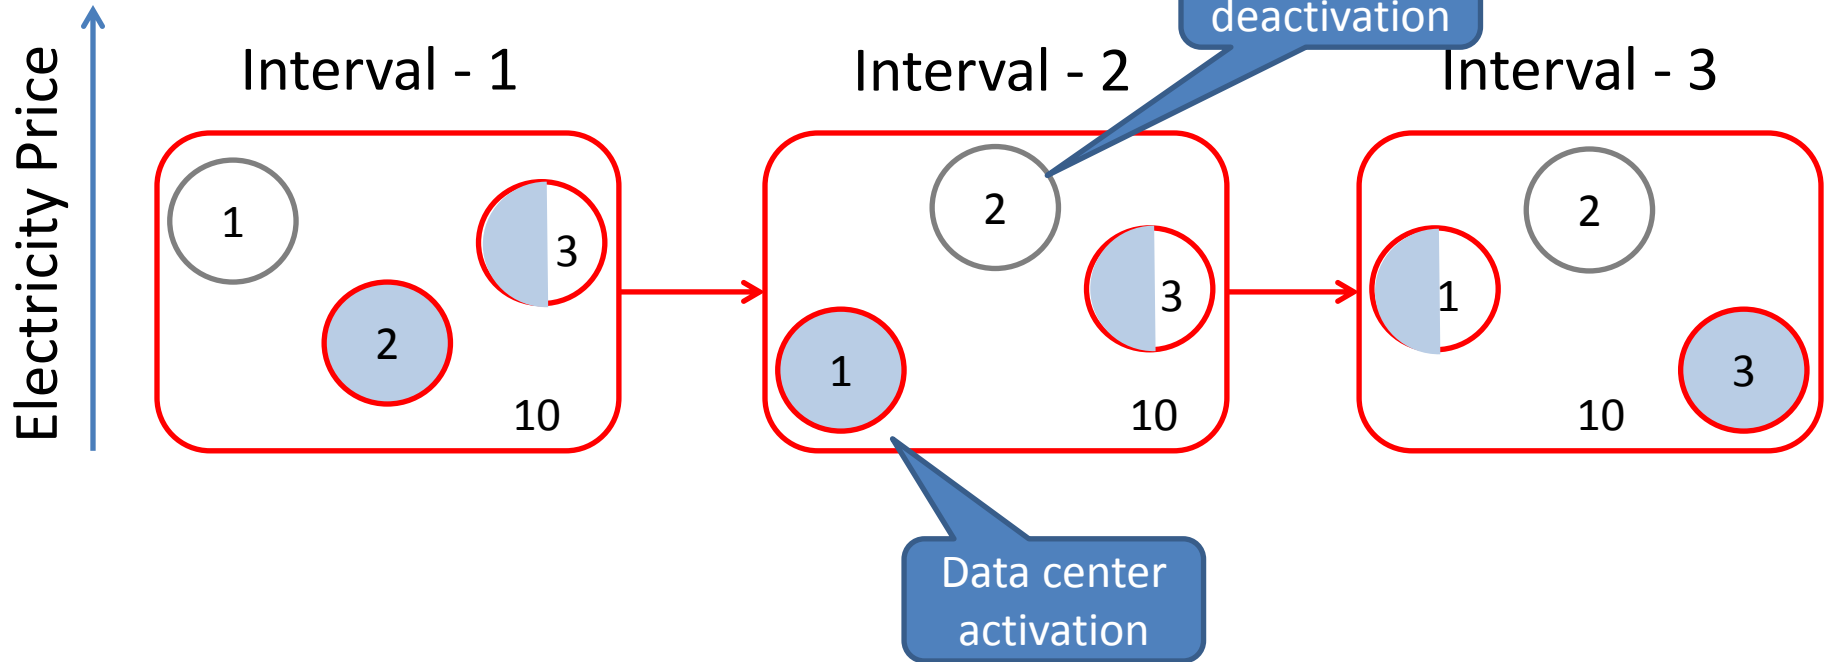 deactivation
Electricity Price
Interval - 1
Interval - 2
Interval - 3
1
3
2
10
2
3
1
10
2
1
3
10
Data center
activation